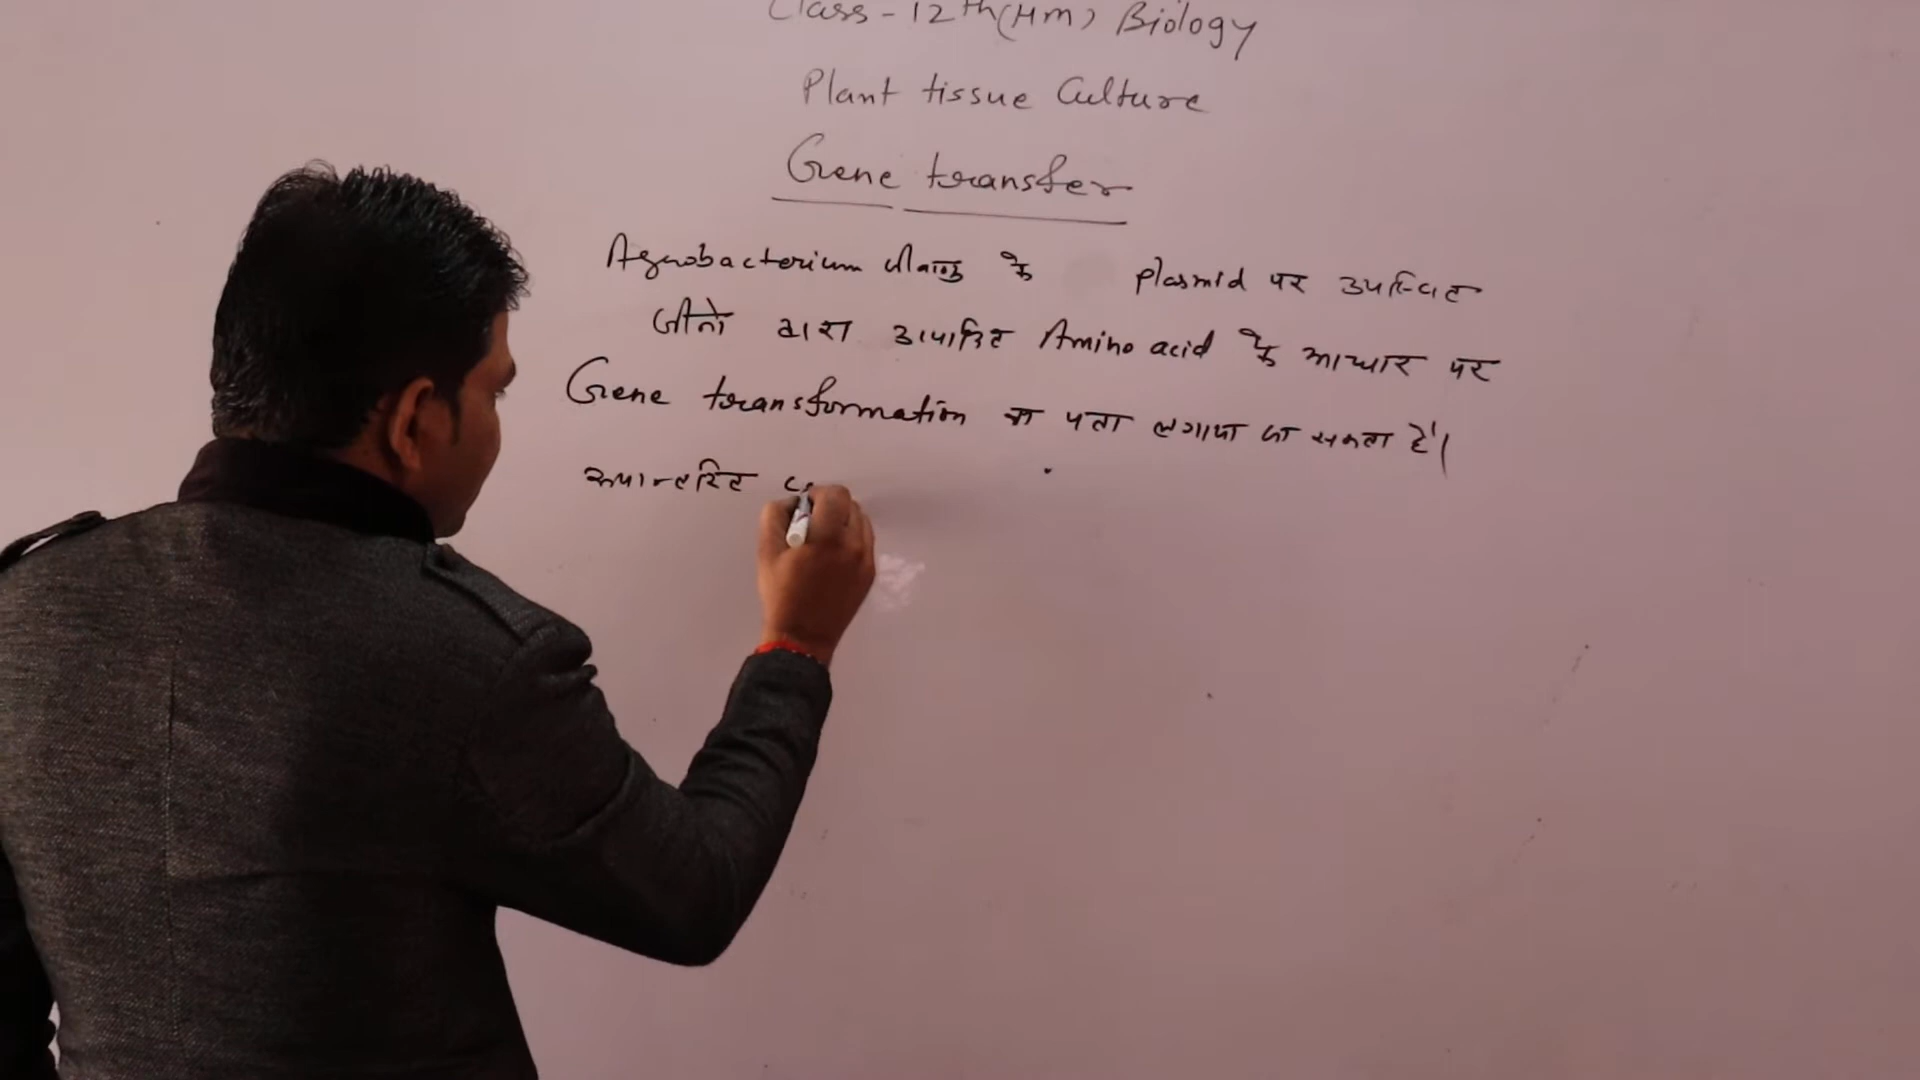 Class - 12th (Hm) Biology
Plant tissue Culture
Gene transfer
Agrobacterium जीवाणु के plasmid पर उपस्थित
जीनो द्वारा उत्पादित Amino acid के आधार पर
Gene transformation का पता लगाया जा सकता है।
रूपान्तरित